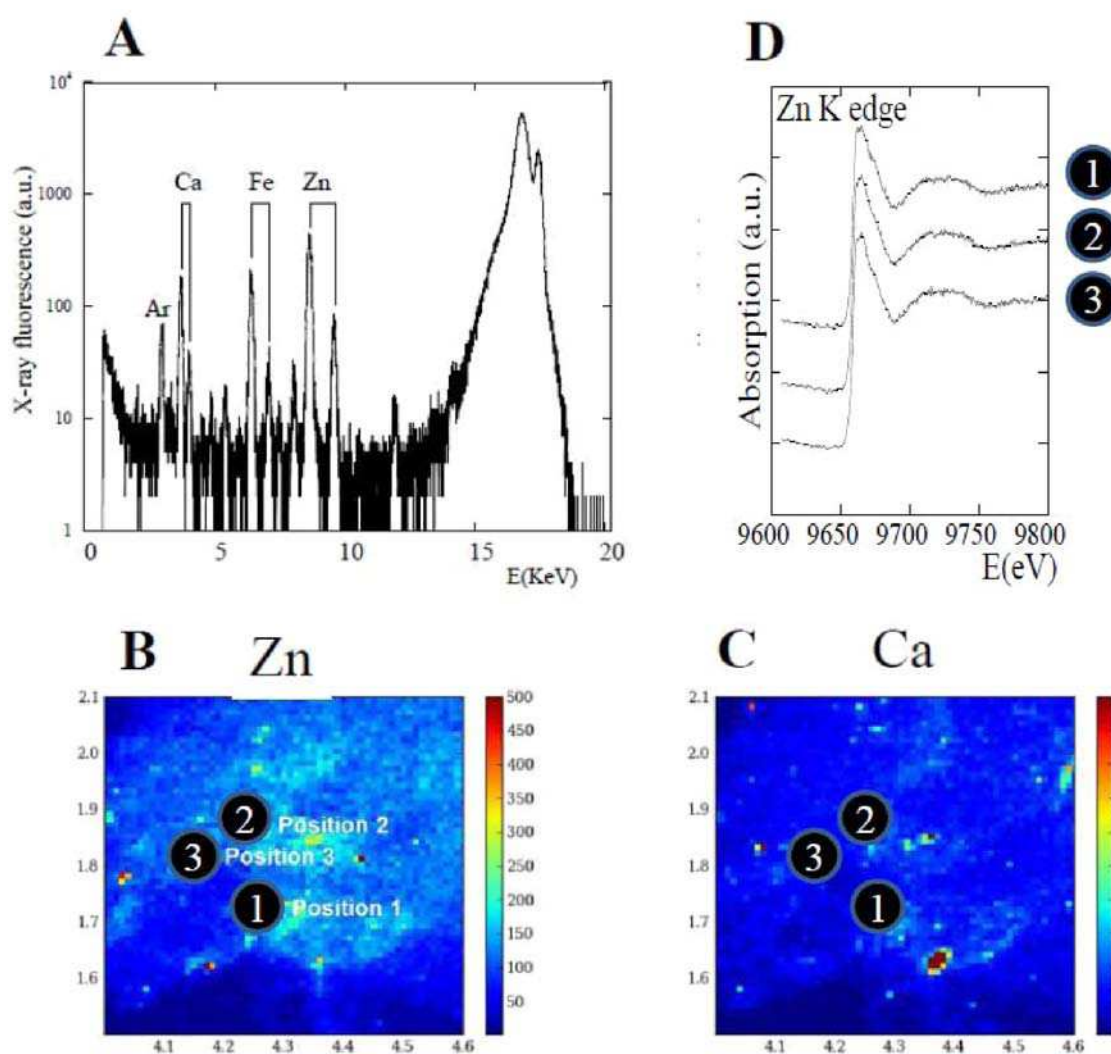 A
X-ray fluorescence (a.u.)
10⁴
1000
100
10
1
Ar
Ca
Fe
Zn
0 5 10 15 20
E(KeV)
D
Zn K edge
Absorption (a.u.)
1
2
3
9600 9650 9700 9750 9800
E(eV)
B Zn
2.1
2.0
1.9
1.8
1.7
1.6
4.1 4.2 4.3 4.4 4.5 4.6
500
450
400
350
300
250
200
150
100
50
2 Position 2
3 Position 3
1 Position 1
C Ca
2.1
2.0
1.9
1.8
1.7
1.6
2
3
1
4.1 4.2 4.3 4.4 4.5 4.6